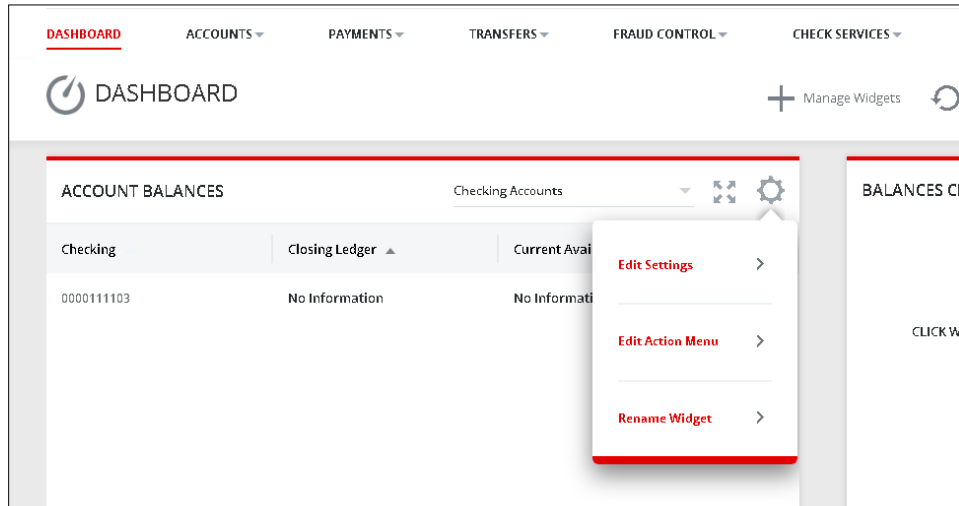 DASHBOARD ACCOUNTS PAYMENTS TRANSFERS FRAUD CONTROL CHECK SERVICES
DASHBOARD
Manage Widgets
ACCOUNT BALANCES Checking Accounts
BALANCES
Checking Closing Ledger Current Avai
0000111103 No Information No Informati
Edit Settings
Edit Action Menu
Rename Widget
CLICK